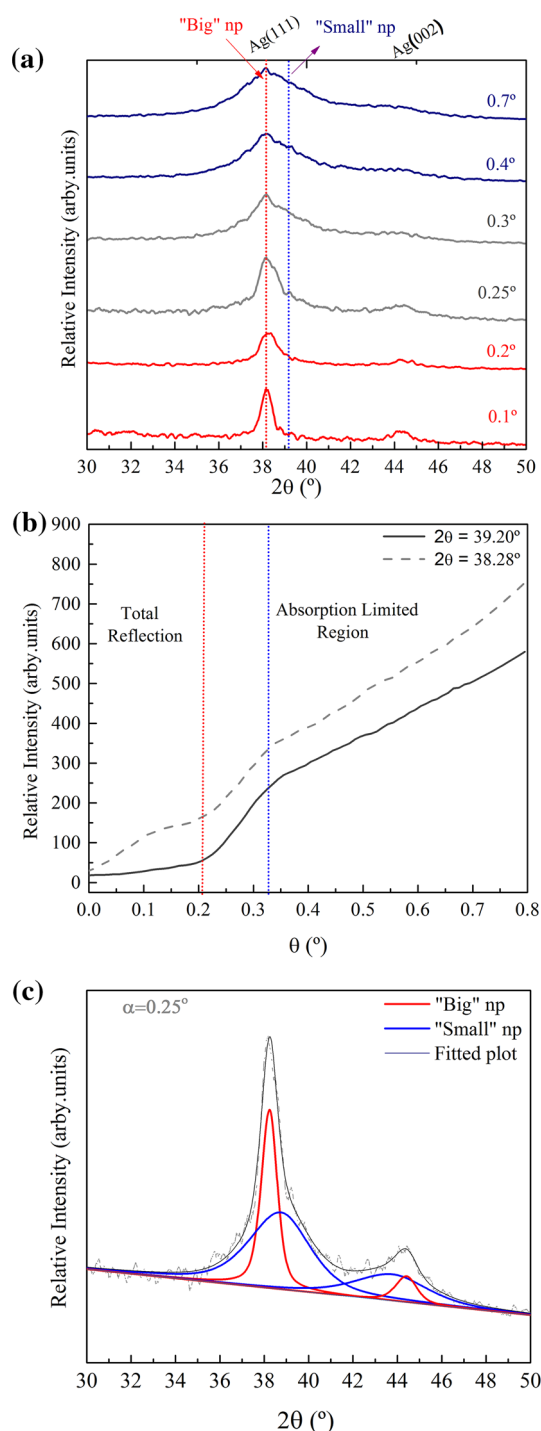 (a)
"Big" np
Ag(111)
"Small" np
Ag(002)
Relative Intensity (arby.units)
0.7º
0.4º
0.3º
0.25º
0.2º
0.1º
30 32 34 36 38 40 42 44 46 48 50
2θ (º)
(b)
Relative Intensity (arby.units)
900
800
700
600
500
400
300
200
100
0
2θ = 39.20º
2θ = 38.28º
Total
Reflection
Absorption Limited
Region
0.0 0.1 0.2 0.3 0.4 0.5 0.6 0.7 0.8
θ (º)
(c)
α=0.25º
"Big" np
"Small" np
Fitted plot
Relative Intensity (arby.units)
30 32 34 36 38 40 42 44 46 48 50
2θ (º)